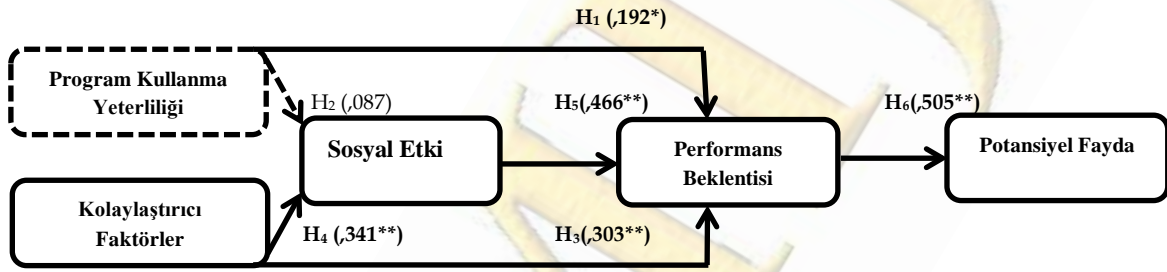 H₁ (,192*)
Program Kullanma
Yeterliliği
H₂ (,087)
H₅(,466**)
H₆(,505**)
Sosyal Etki
Performans
Beklentisi
Potansiyel Fayda
Kolaylaştırıcı
Faktörler
H₄ (,341**)
H₃(,303**)